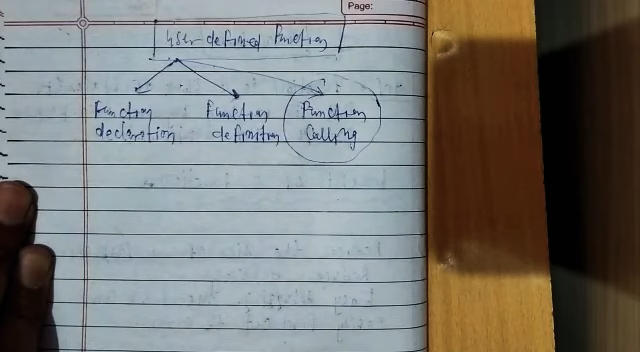 Page:
User defined Function
Function declaration
Function definition
Function Calling